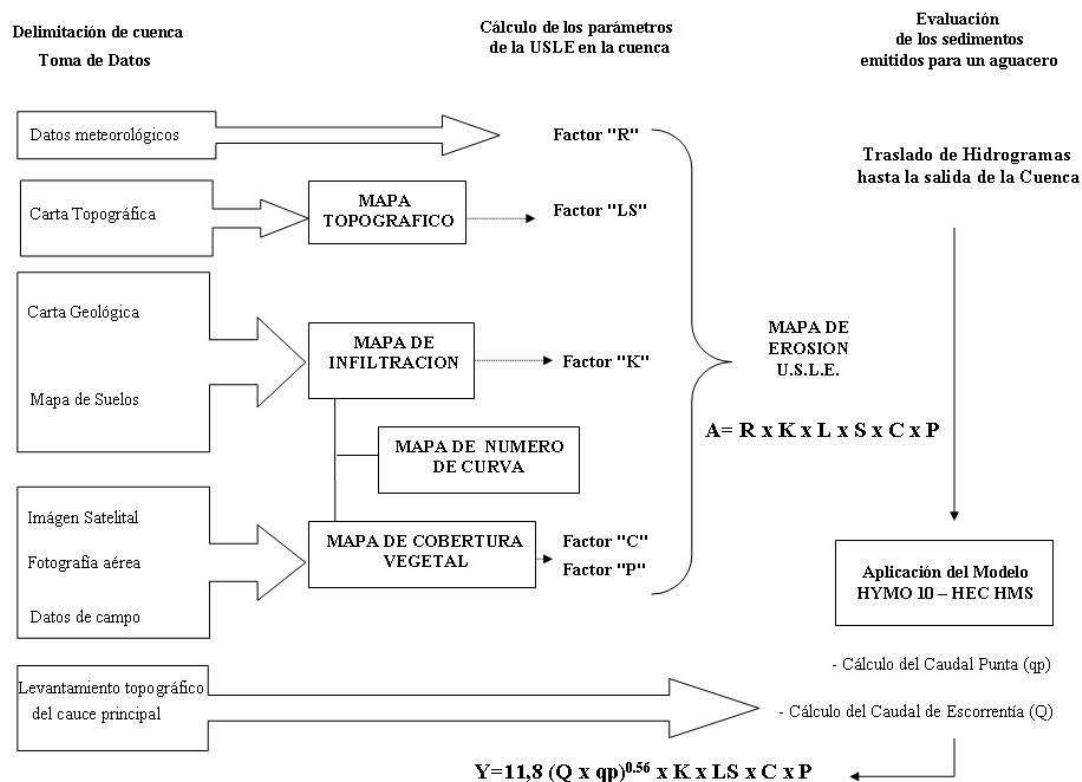 Delimitación de cuenca
Toma de Datos
Cálculo de los parámetros
de la USLE en la cuenca
Evaluación
de los sedimentos
emitidos para un aguacero
Datos meteorológicos
Factor "R"
Traslado de Hidrogramas
hasta la salida de la Cuenca
Carta Topográfica
MAPA
TOPOGRAFICO
Factor "LS"
Carta Geológica
Mapa de Suelos
MAPA DE
INFILTRACION
Factor "K"
MAPA DE
EROSION
U.S.L.E.
A= R x K x L x S x C x P
MAPA DE NUMERO
DE CURVA
Imágen Satelital
Fotografía aérea
Datos de campo
MAPA DE COBERTURA
VEGETAL
Factor "C"
Factor "P"
Aplicación del Modelo
HYMO 10 – HEC HMS
- Cálculo del Caudal Punta (qp)
Levantamiento topográfico
del cauce principal
- Cálculo del Caudal de Escorrentía (Q)
Y=11,8 (Q x qp)^0.56 x K x LS x C x P